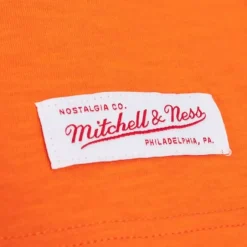 NOSTALGIA CO.
Mitchell & Ness
PHILADELPHIA, PA.